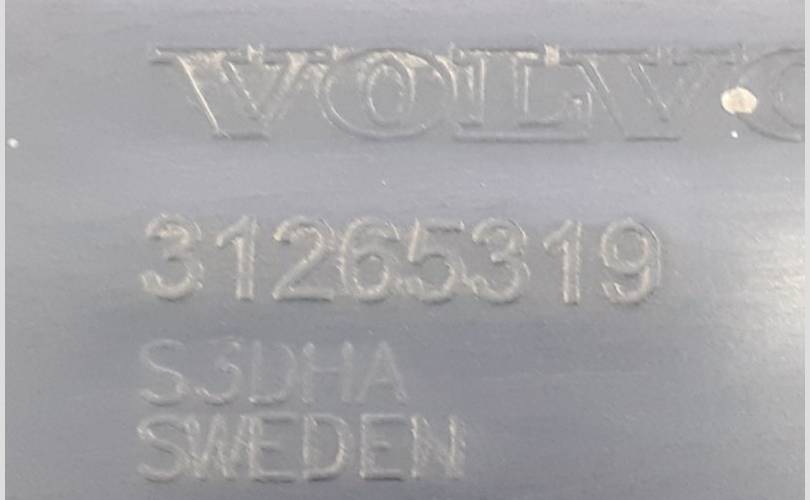 VOLVO
31265319
S3DHA
SWEDEN